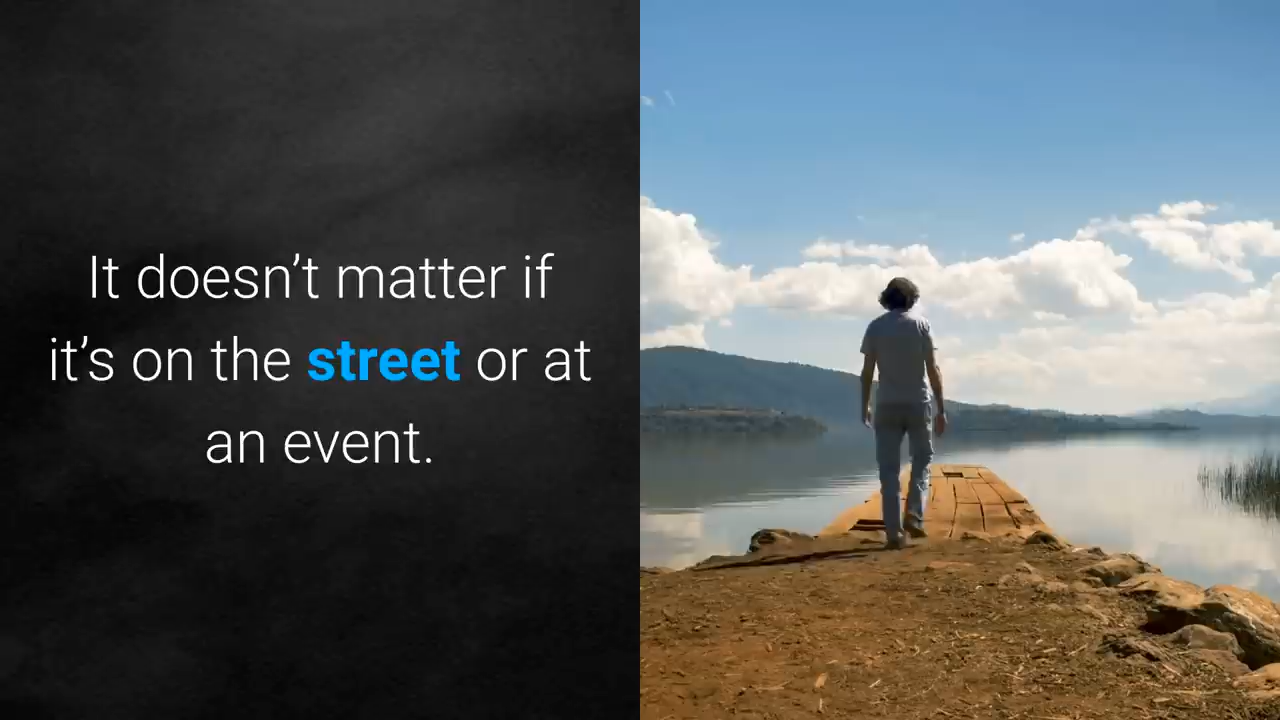 It doesn’t matter if
it’s on the street or at
an event.